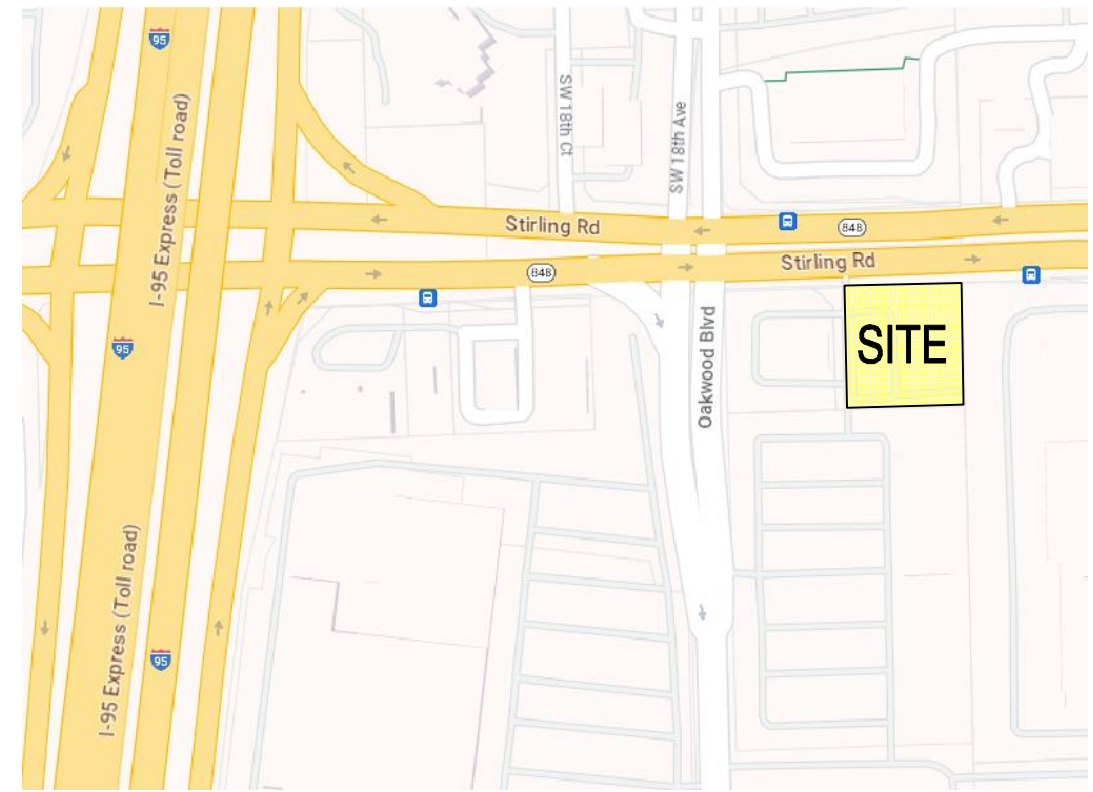 95
I-95 Express (Toll road)
SW 18th Ct
SW 18th Ave
Stirling Rd
848
848
Stirling Rd
SITE
Oakwood Blvd
95
I-95 Express (Toll road)
95